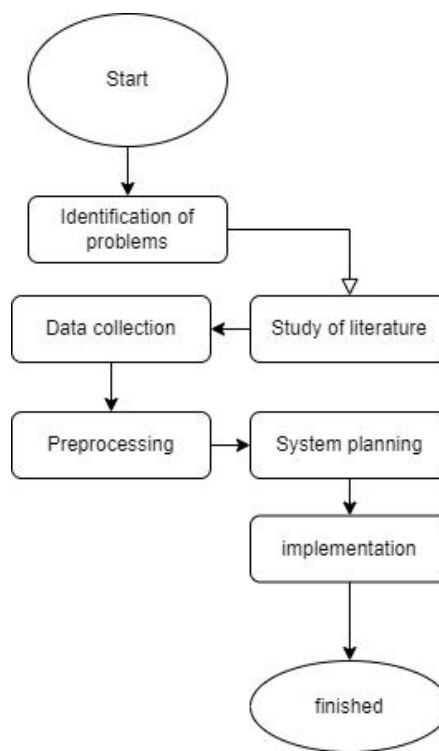 Start
Identification of
problems
Study of literature
Data collection
Preprocessing
System planning
implementation
finished